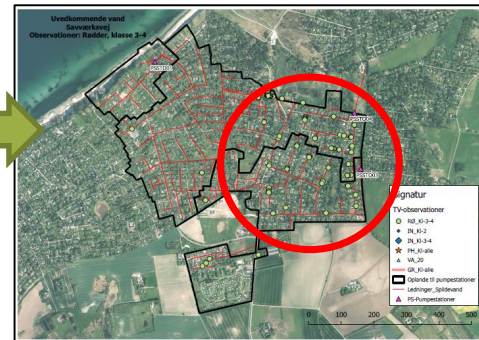 Uvedkommende vand
Savværksvej
Observationer: Rødder, klasse 3-4
Signatur
TV-observationer
RØ_Kl-3-4
IN_Kl-2
IN_Kl-3-4
PH_Kl-alle
VA_20
GR_Kl-alle
Oplande til pumpestationer
Ledninger_Spildevand
PS-Pumpestationer
0 100 200 300 400 500